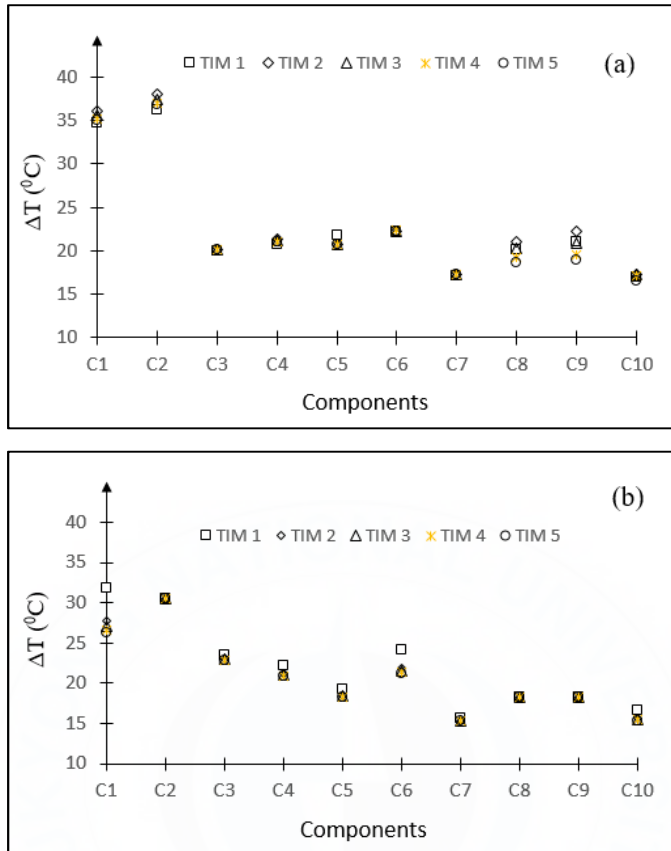 (a)
TIM 1 TIM 2 TIM 3 TIM 4 TIM 5
40
35
30
25
20
15
10
ΔT (⁰C)
C1 C2 C3 C4 C5 C6 C7 C8 C9 C10
Components
(b)
TIM 1 TIM 2 TIM 3 TIM 4 TIM 5
40
35
30
25
20
15
10
ΔT (⁰C)
C1 C2 C3 C4 C5 C6 C7 C8 C9 C10
Components